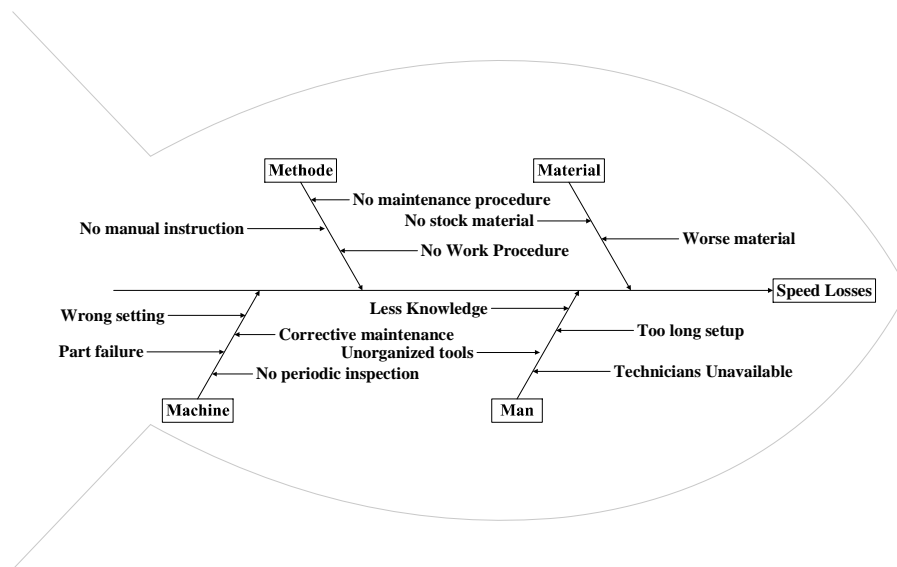 Methode
Material
No maintenance procedure
No stock material
No manual instruction
Worse material
No Work Procedure
Speed Losses
Less Knowledge
Wrong setting
Too long setup
Corrective maintenance
Part failure
Unorganized tools
No periodic inspection
Technicians Unavailable
Machine
Man